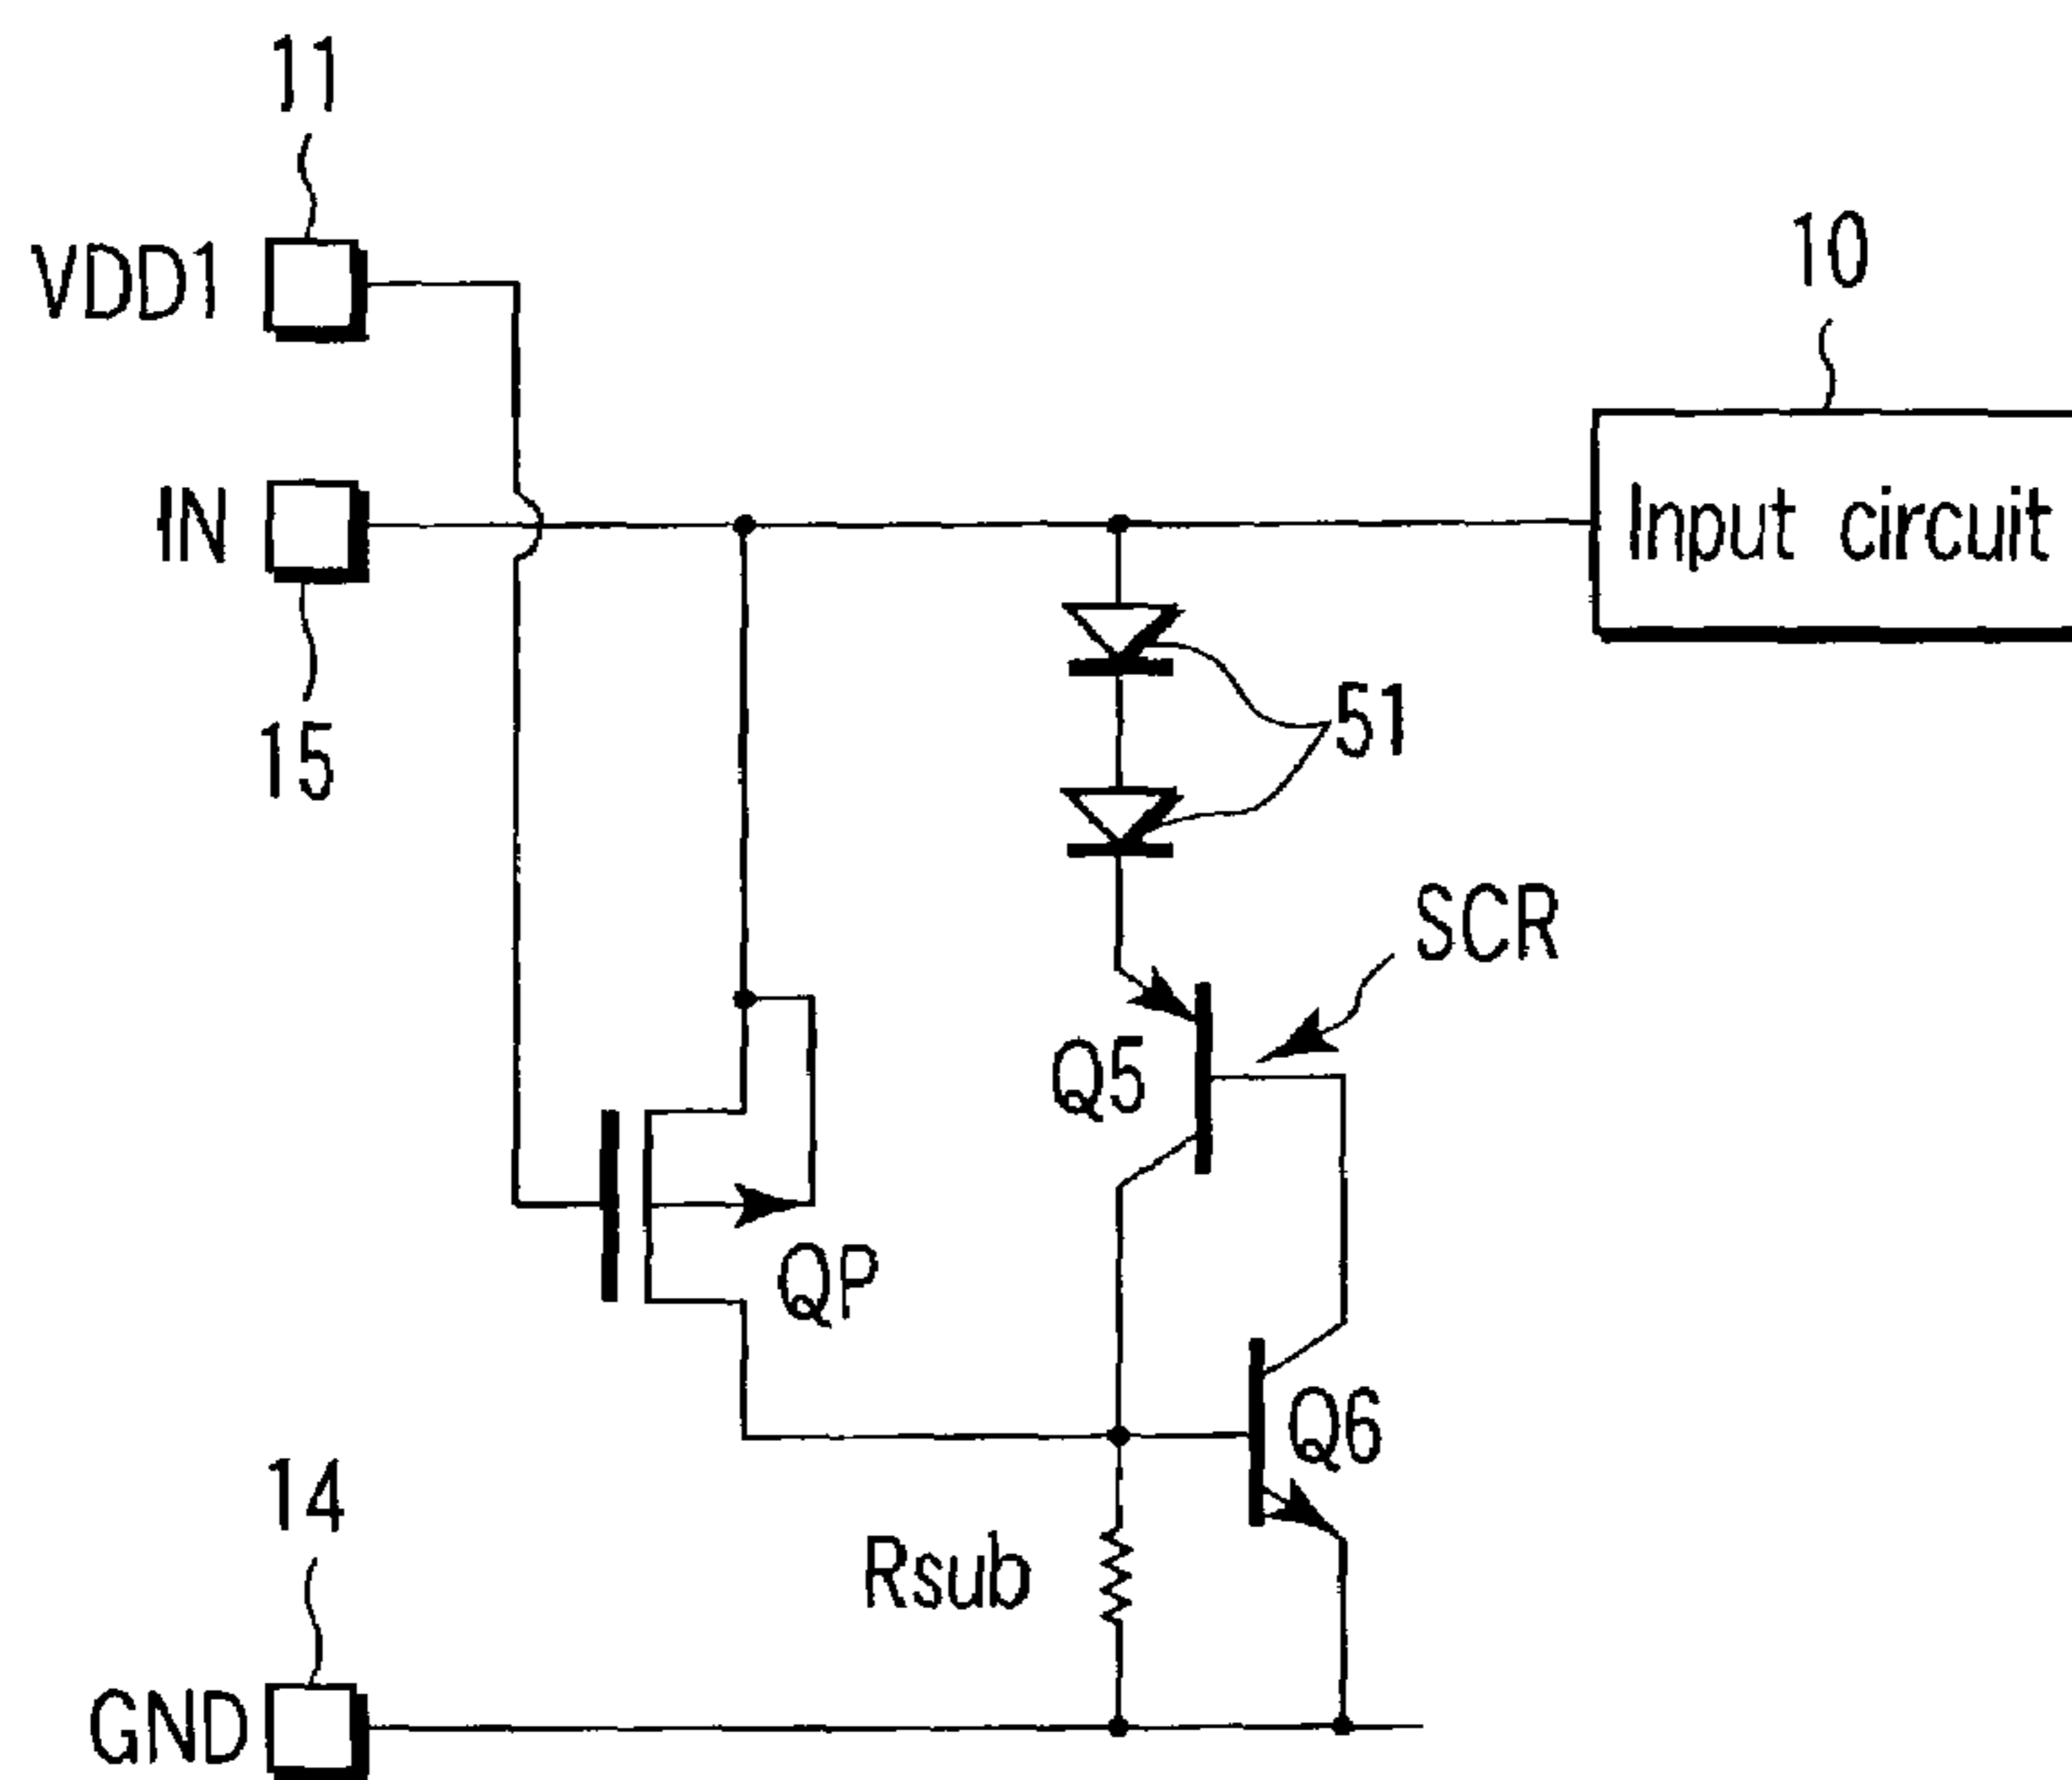 11
VDD1
10
IN
Input circuit
15
51
SCR
Q5
QP
Q6
14
Rsub
GND